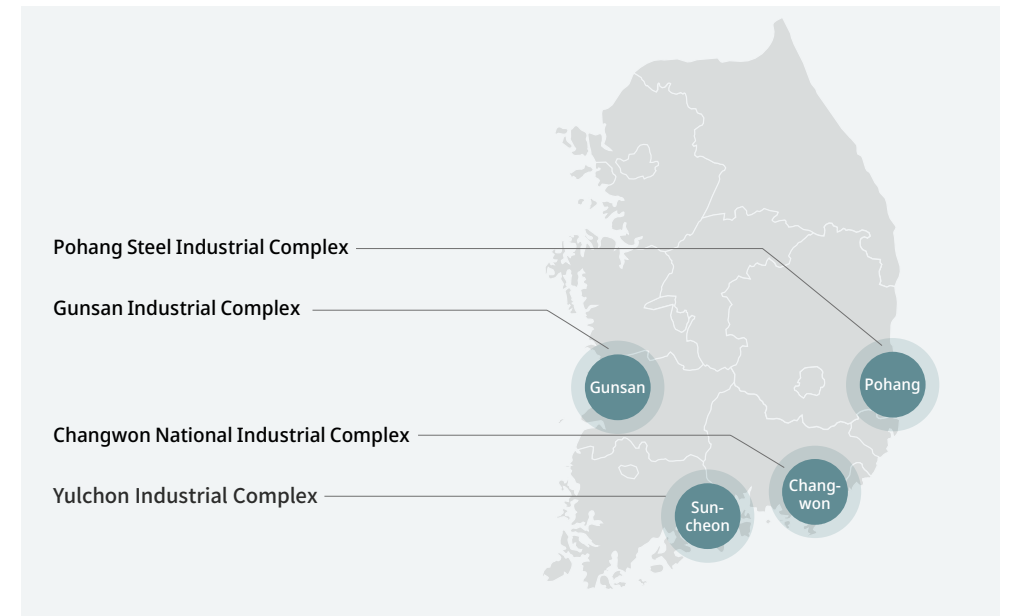 Pohang Steel Industrial Complex
Gunsan Industrial Complex
Gunsan
Pohang
Changwon National Industrial Complex
Yulchon Industrial Complex
Chang-
won
Sun-
cheon